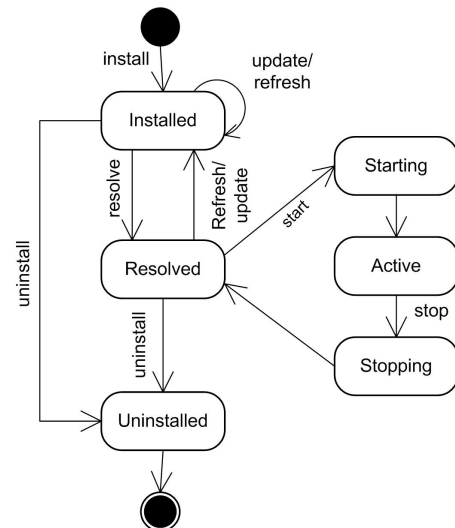 install
update/
refresh
Installed
Starting
resolve
Refresh/
update
start
Resolved
Active
uninstall
stop
uninstall
Stopping
Uninstalled